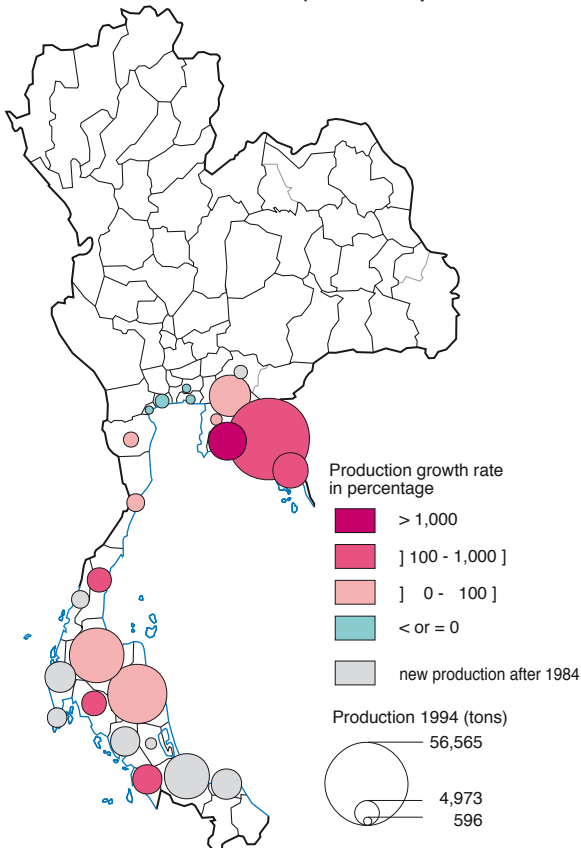 Production growth rate
in percentage
> 1,000
] 100 - 1,000 ]
] 0 - 100 ]
< or = 0
new production after 1984
Production 1994 (tons)
56,565
4,973
596